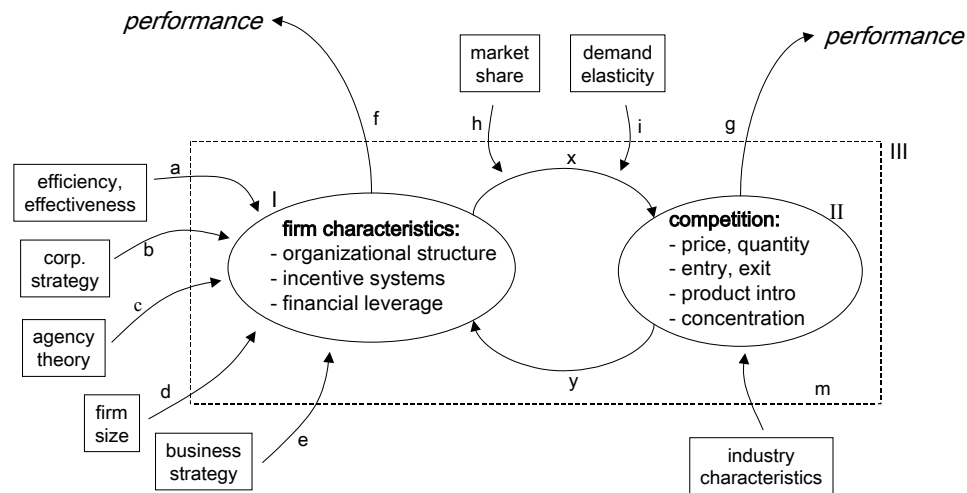 performance
performance
market
share
demand
elasticity
f
h
i
g
III
x
a
efficiency,
effectiveness
I
II
firm characteristics:
- organizational structure
- incentive systems
- financial leverage
competition:
- price, quantity
- entry, exit
- product intro
- concentration
b
corp.
strategy
c
agency
theory
d
y
m
firm
size
e
business
strategy
industry
characteristics